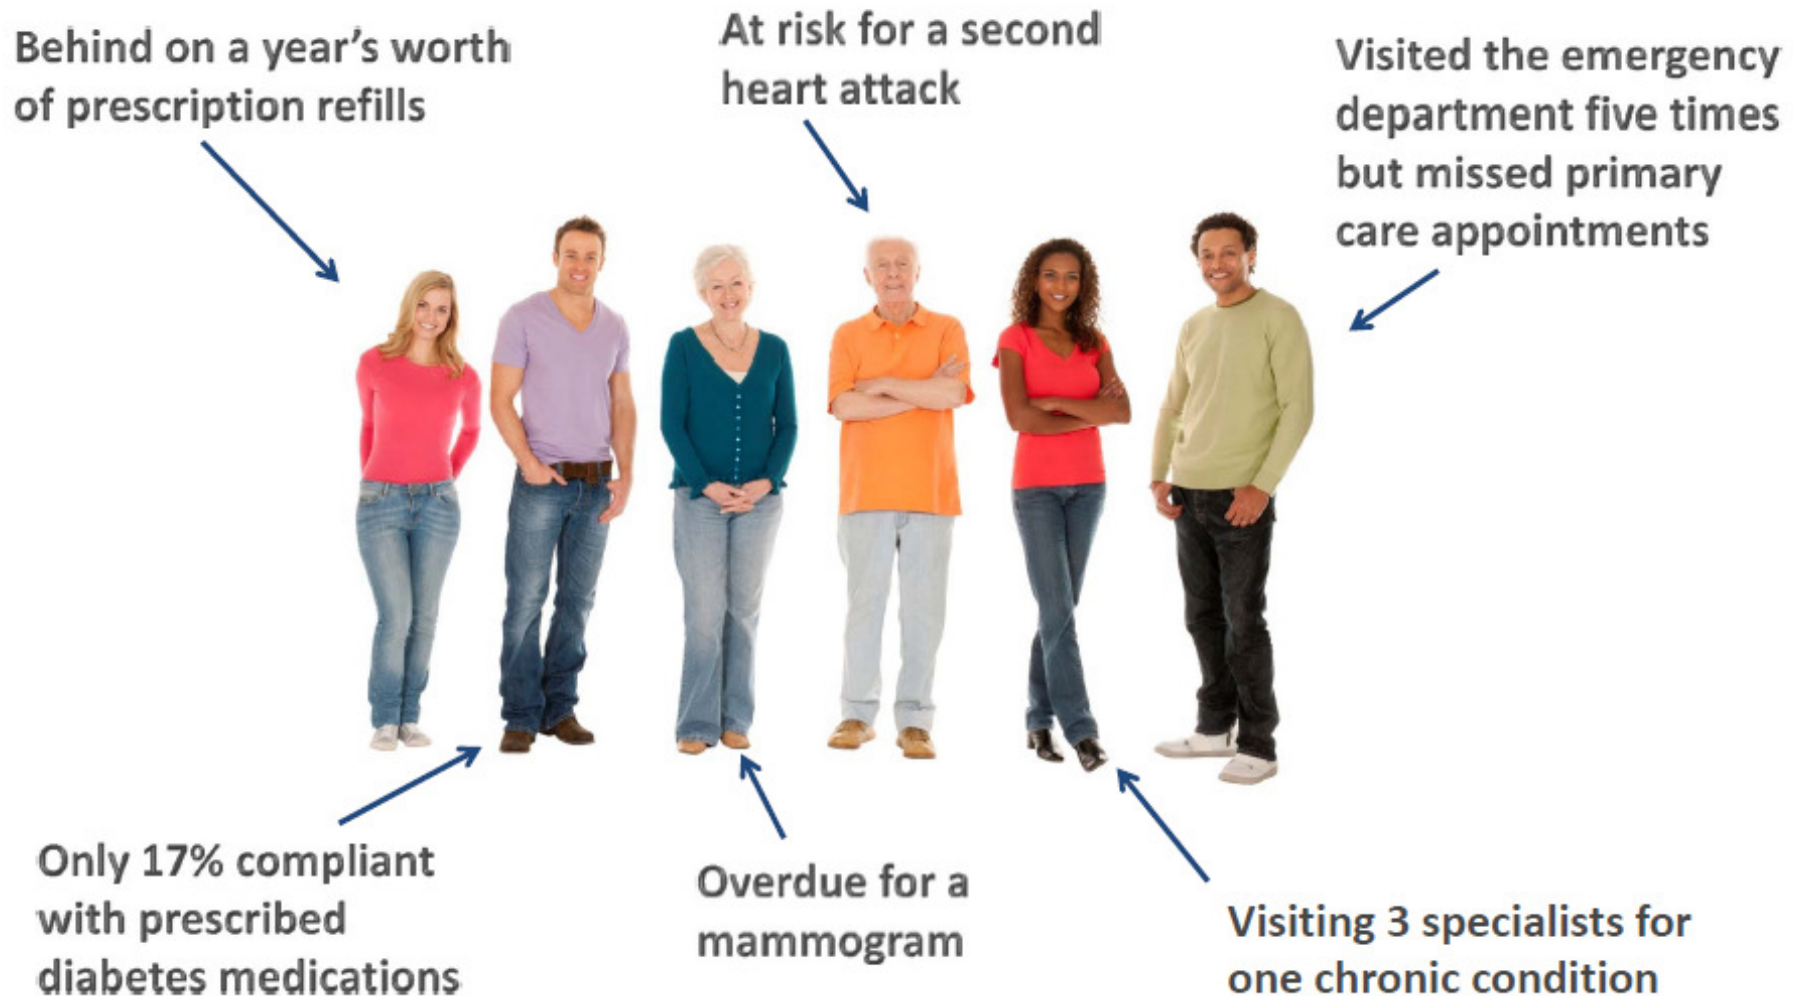 Behind on a year’s worth
of prescription refills
At risk for a second
heart attack
Visited the emergency
department five times
but missed primary
care appointments
Only 17% compliant
with prescribed
diabetes medications
Overdue for a
mammogram
Visiting 3 specialists for
one chronic condition